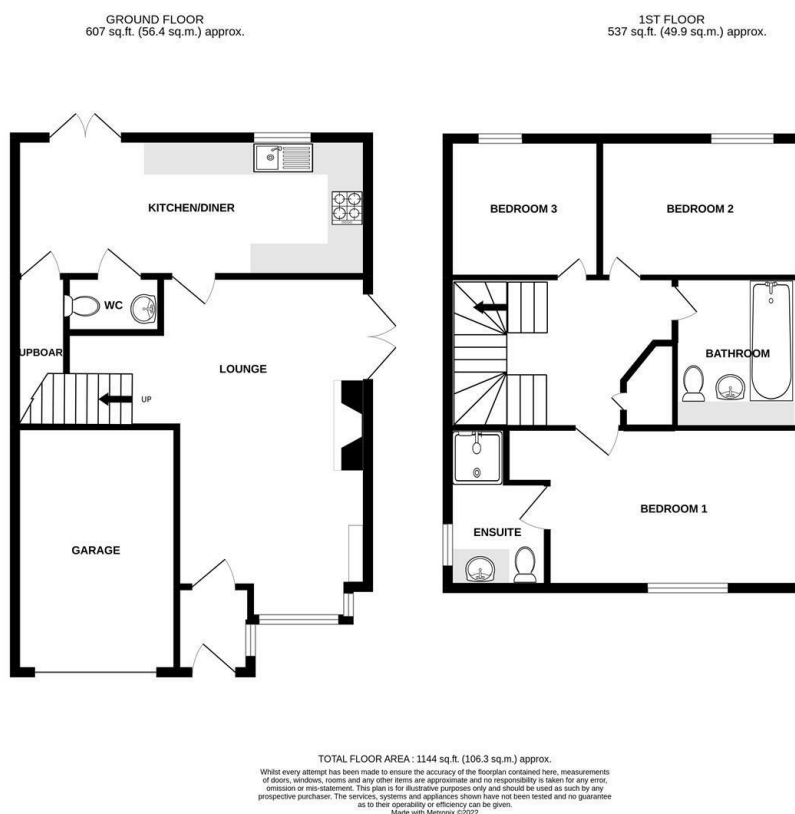 GROUND FLOOR
607 sq.ft. (56.4 sq.m.) approx.
1ST FLOOR
537 sq.ft. (49.9 sq.m.) approx.
KITCHEN/DINER
WC
UPBOAR
LOUNGE
UP
GARAGE
BEDROOM 3
BEDROOM 2
BATHROOM
BEDROOM 1
ENSUITE
TOTAL FLOOR AREA : 1144 sq.ft. (106.3 sq.m.) approx.
Whilst every attempt has been made to ensure the accuracy of the floorplan contained here, measurements
of doors, windows, rooms and any other items are approximate and no responsibility is taken for any error,
omission or mis-statement. This plan is for illustrative purposes only and should be used as such by any
prospective purchaser. The services, systems and appliances shown have not been tested and no guarantee
as to their operability or efficiency can be given.
Made with Metropix ©2022